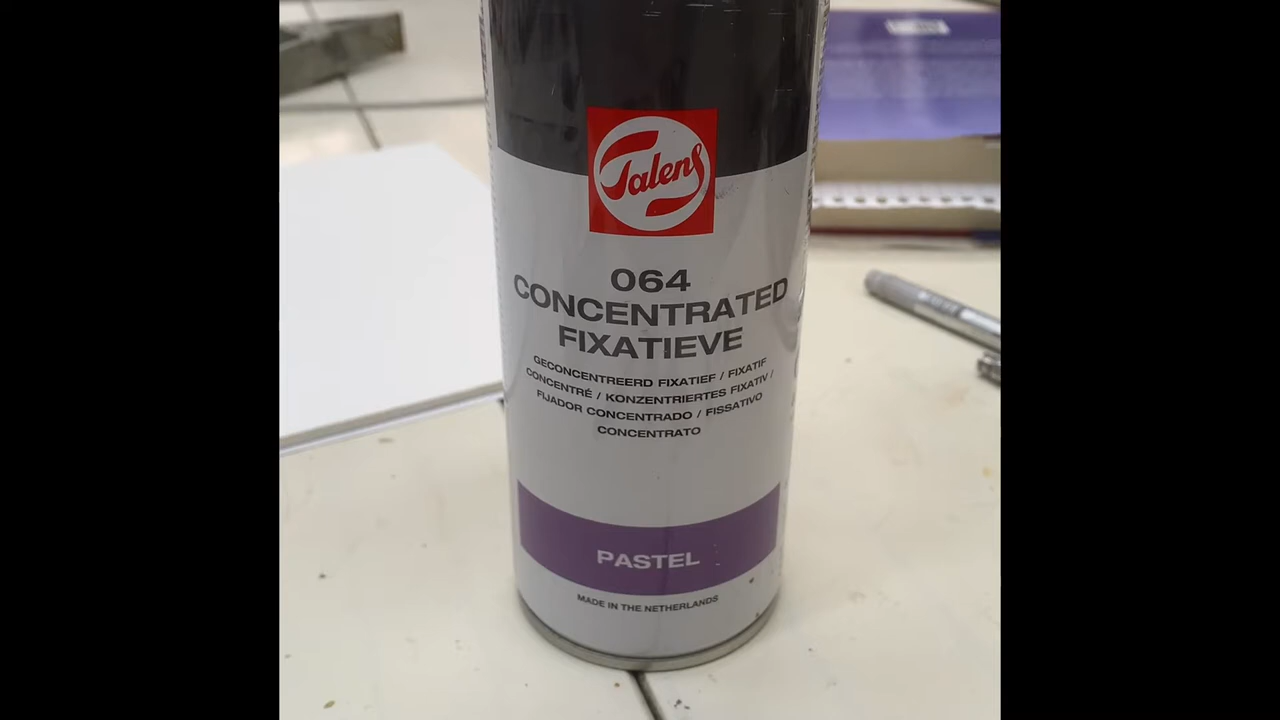 Talens
064
CONCENTRATED
FIXATIEVE
GECONCENTREERD FIXATIEF / FIXATIF
CONCENTRÉ / KONZENTRIERTES FIXATIV /
FIJADOR CONCENTRADO / FISSATIVO
CONCENTRATO
PASTEL
MADE IN THE NETHERLANDS